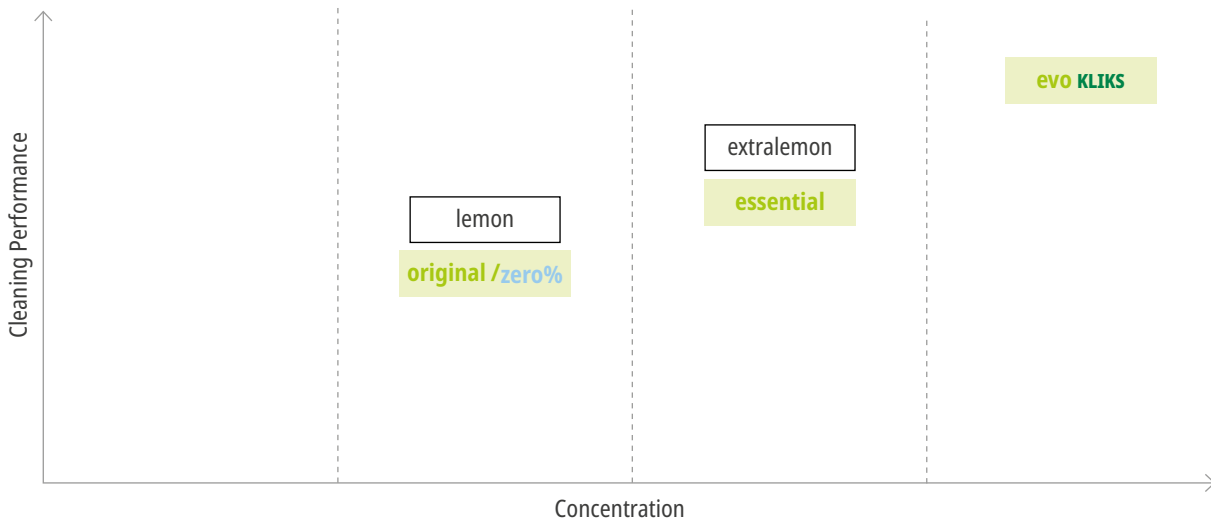 Cleaning Performance
evo KLIKS
extralemon
essential
lemon
original /zero%
Concentration